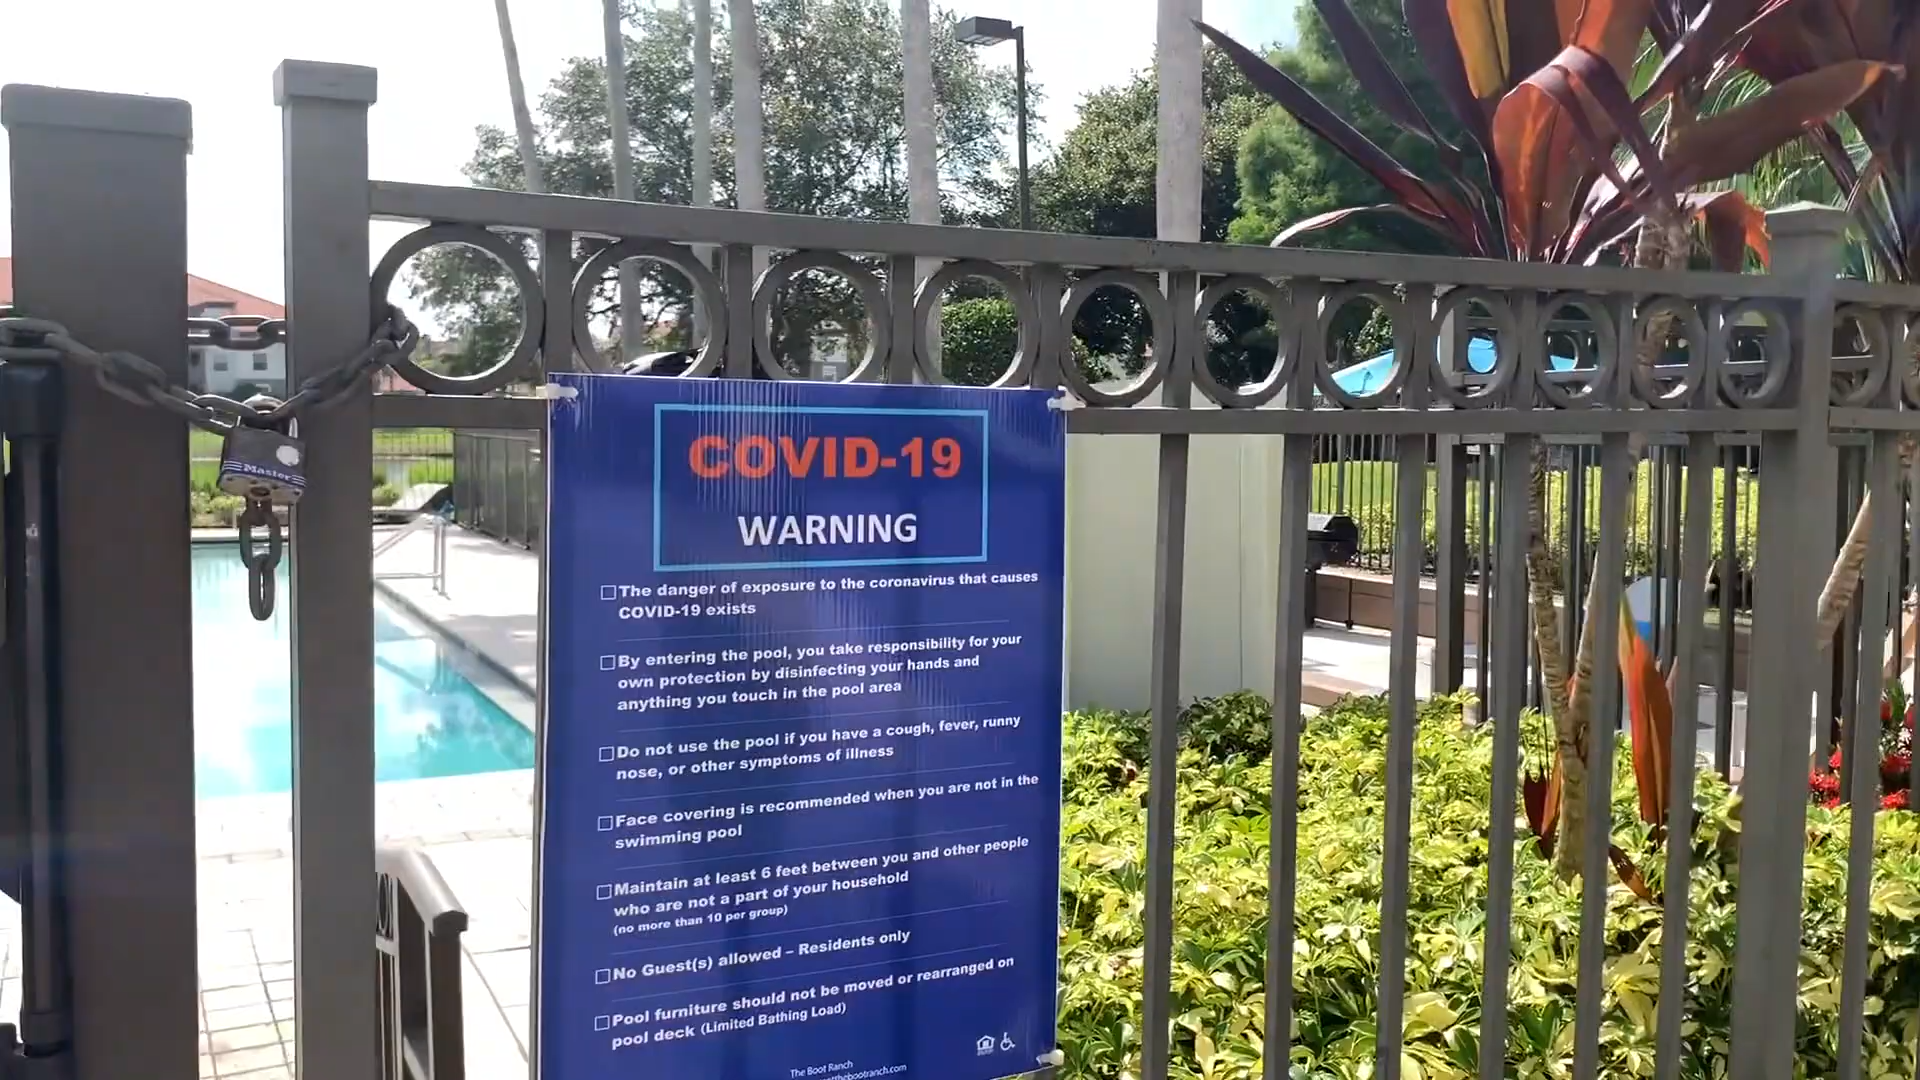 Master
COVID-19
WARNING
The danger of exposure to the coronavirus that causes
COVID-19 exists
By entering the pool, you take responsibility for your
own protection by disinfecting your hands and
anything you touch in the pool area
Do not use the pool if you have a cough, fever, runny
nose, or other symptoms of illness
Face covering is recommended when you are not in the
swimming pool
Maintain at least 6 feet between you and other people
who are not a part of your household
(no more than 10 per group)
No Guest(s) allowed – Residents only
Pool furniture should not be moved or rearranged on
pool deck (Limited Bathing Load)
The Boot Ranch